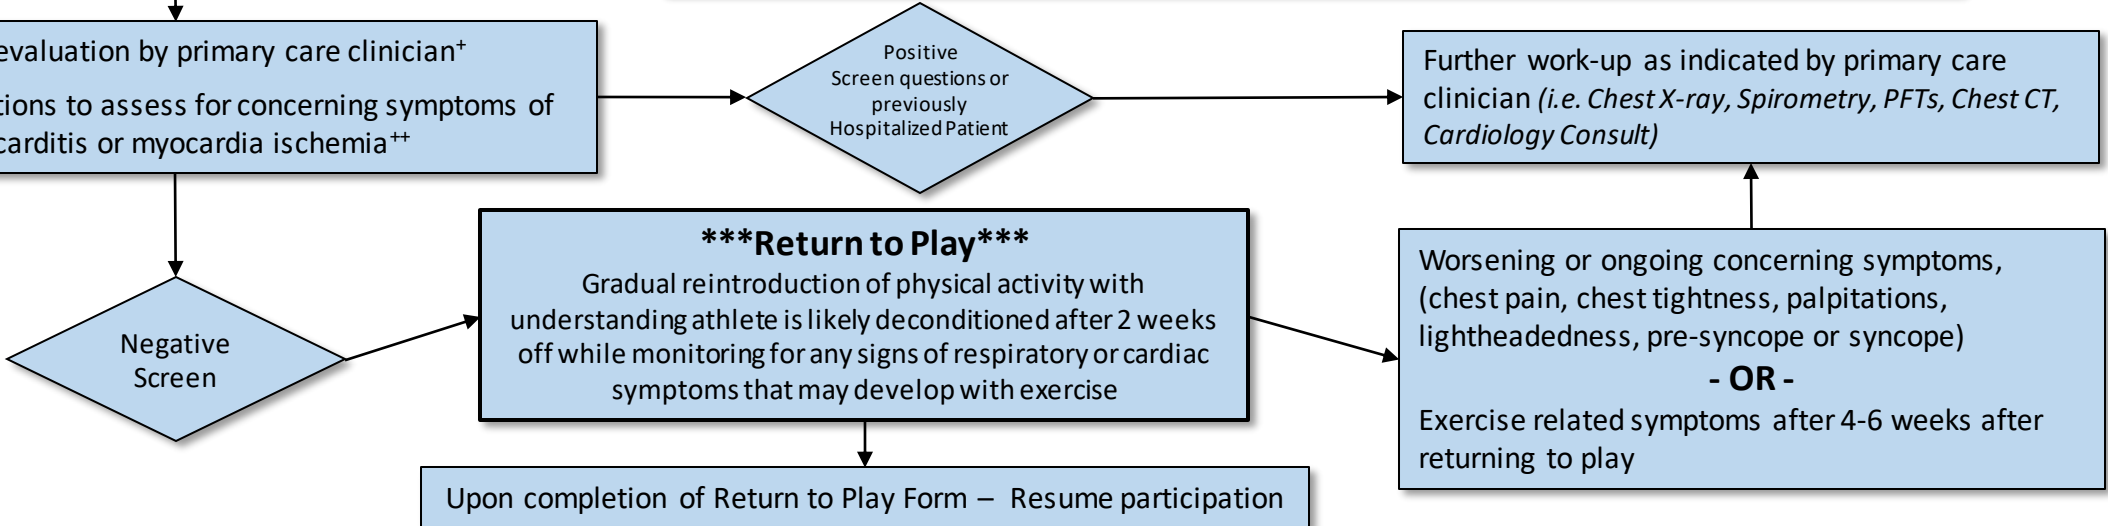 evaluation by primary care clinician⁺
tions to assess for concerning symptoms of
carditis or myocardia ischemia⁺⁺
Positive
Screen questions or
previously
Hospitalized Patient
Further work-up as indicated by primary care
clinician (i.e. Chest X-ray, Spirometry, PFTs, Chest CT,
Cardiology Consult)
Negative
Screen
***Return to Play***
Gradual reintroduction of physical activity with
understanding athlete is likely deconditioned after 2 weeks
off while monitoring for any signs of respiratory or cardiac
symptoms that may develop with exercise
Worsening or ongoing concerning symptoms,
(chest pain, chest tightness, palpitations,
lightheadedness, pre-syncope or syncope)
- OR -
Exercise related symptoms after 4-6 weeks after
returning to play
Upon completion of Return to Play Form – Resume participation